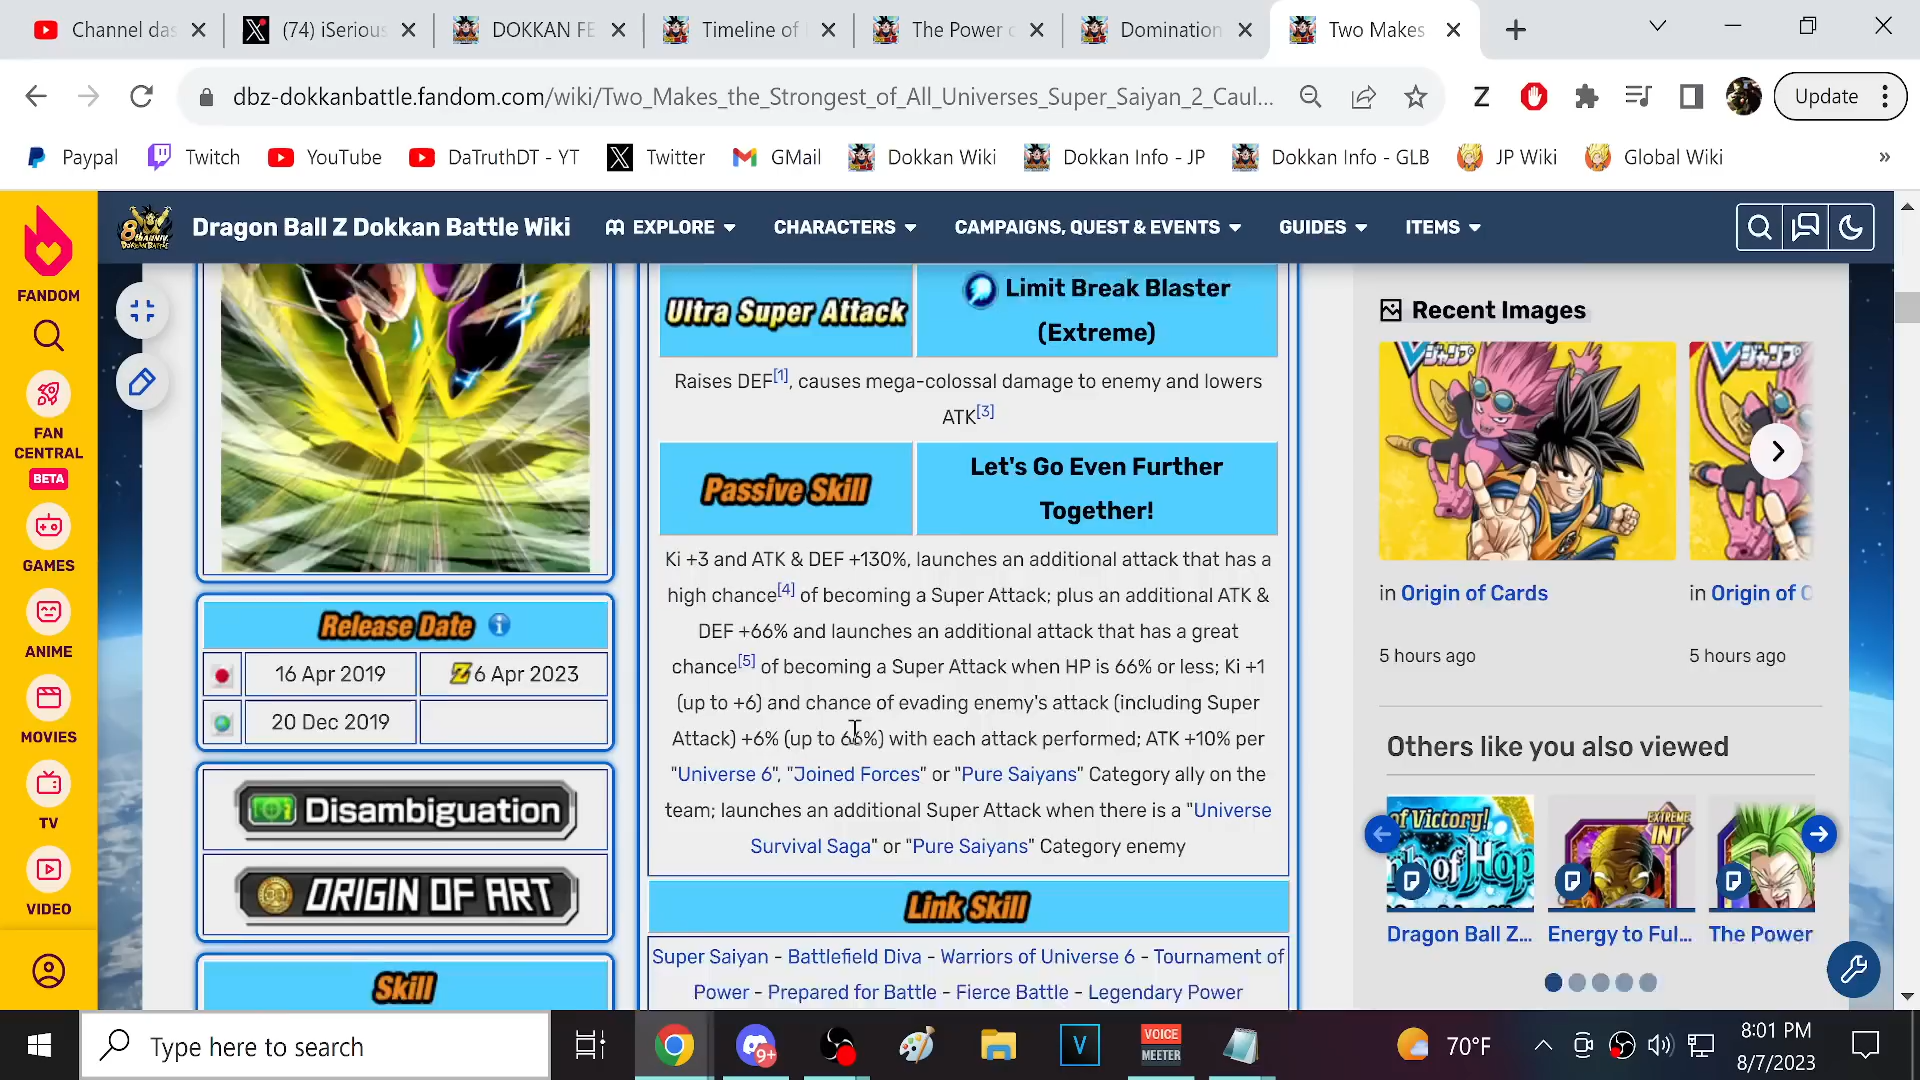 Channel das
(74) iSerious
DOKKAN FE
Timeline of
The Power o
Domination
Two Makes
dbz-dokkanbattle.fandom.com/wiki/Two_Makes_the_Strongest_of_All_Universes_Super_Saiyan_2_Caul...
Z
Update
Paypal
Twitch
YouTube
DaTruthDT - YT
Twitter
GMail
Dokkan Wiki
Dokkan Info - JP
Dokkan Info - GLB
JP Wiki
Global Wiki
»
Dragon Ball Z Dokkan Battle Wiki
EXPLORE
CHARACTERS
CAMPAIGNS, QUEST & EVENTS
GUIDES
ITEMS
FANDOM
FAN CENTRAL
BETA
GAMES
ANIME
MOVIES
TV
VIDEO
Release Date
16 Apr 2019
Z 6 Apr 2023
20 Dec 2019
Disambiguation
ORIGIN OF ART
Skill
Ultra Super Attack
Limit Break Blaster
(Extreme)
Raises DEF[1], causes mega-colossal damage to enemy and lowers
ATK[3]
Passive Skill
Let's Go Even Further
Together!
Ki +3 and ATK & DEF +130%, launches an additional attack that has a
high chance[4] of becoming a Super Attack; plus an additional ATK &
DEF +66% and launches an additional attack that has a great
chance[5] of becoming a Super Attack when HP is 66% or less; Ki +1
(up to +6) and chance of evading enemy's attack (including Super
Attack) +6% (up to 66%) with each attack performed; ATK +10% per
"Universe 6", "Joined Forces" or "Pure Saiyans" Category ally on the
team; launches an additional Super Attack when there is a "Universe
Survival Saga" or "Pure Saiyans" Category enemy
Link Skill
Super Saiyan - Battlefield Diva - Warriors of Universe 6 - Tournament of
Power - Prepared for Battle - Fierce Battle - Legendary Power
Recent Images
in Origin of Cards
in Origin of C
5 hours ago
5 hours ago
Others like you also viewed
of Victory!
of Hop
EXTREME
INT
Dragon Ball Z...
Energy to Ful...
The Power
Type here to search
9+
V
VOICE
MEETER
70°F
8:01 PM
8/7/2023